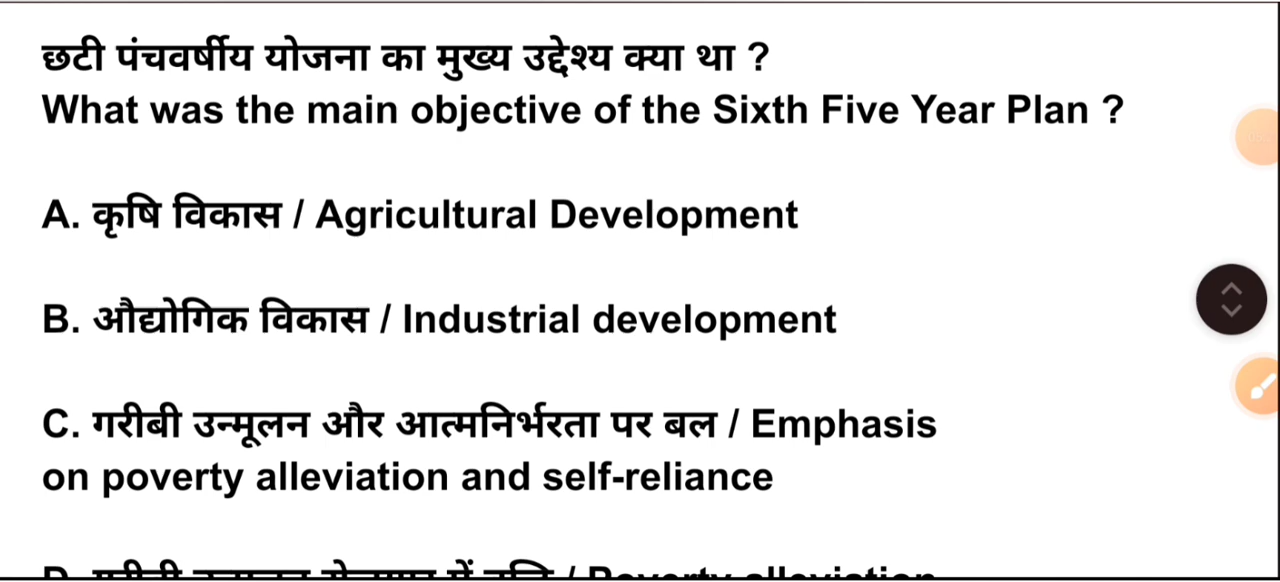 छटी पंचवर्षीय योजना का मुख्य उद्देश्य क्या था ?
What was the main objective of the Sixth Five Year Plan ?
A. कृषि विकास / Agricultural Development
B. औद्योगिक विकास / Industrial development
C. गरीबी उन्मूलन और आत्मनिर्भरता पर बल / Emphasis
on poverty alleviation and self-reliance